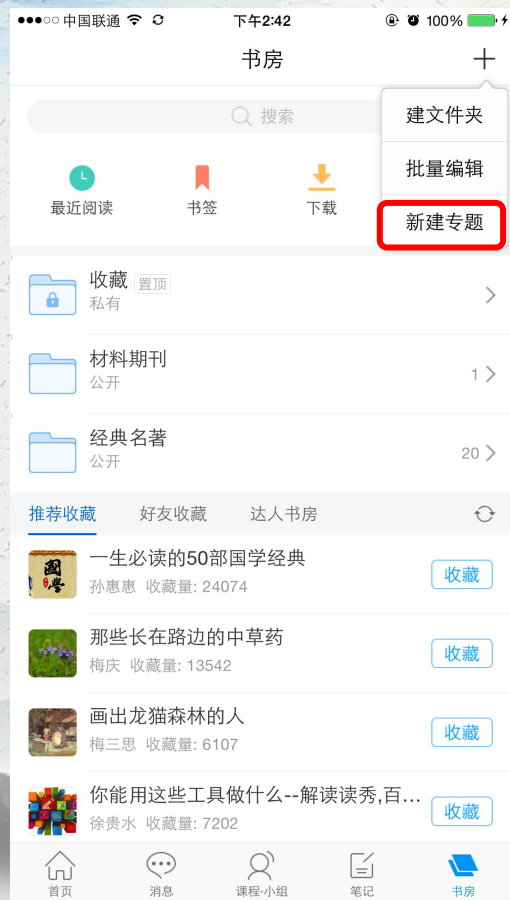 中国联通 下午2:42 100%
书房
搜索
建文件夹
批量编辑
新建专题
最近阅读 书签 下载
收藏 置顶
私有
材料期刊
公开
1
经典名著
公开
20
推荐收藏 好友收藏 达人书房
國學
一生必读的50部国学经典
孙惠惠 收藏量: 24074
收藏
那些长在路边的中草药
梅庆 收藏量: 13542
收藏
画出龙猫森林的人
梅三思 收藏量: 6107
收藏
你能用这些工具做什么--解读读秀,百...
徐贵水 收藏量: 7202
收藏
首页 消息 课程·小组 笔记 书房